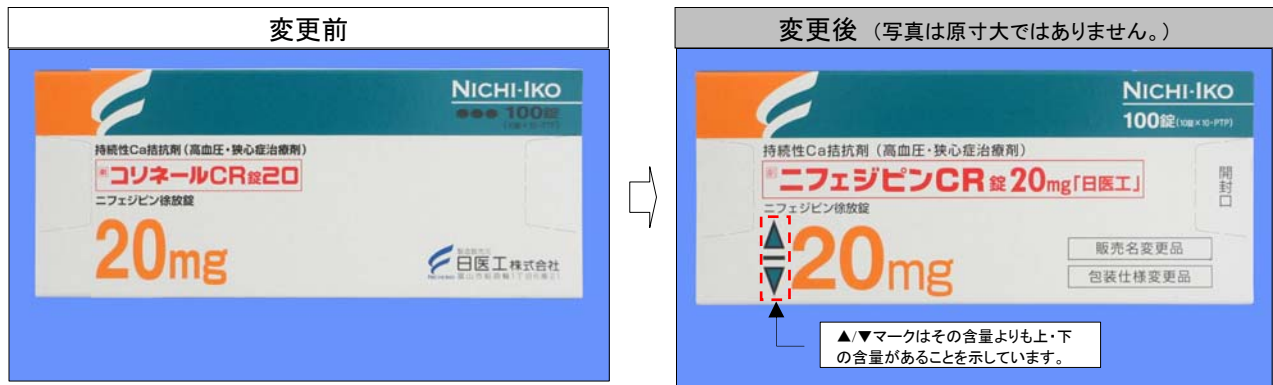 変更前
NICHI-IKO
●●● 100錠
持続性Ca拮抗剤（高血圧・狭心症治療剤）
コリネールCR錠20
ニフェジピン徐放錠
20mg
日医工株式会社
変更後（写真は原寸大ではありません。）
NICHI-IKO
100錠(10錠×10-PTP)
持続性Ca拮抗剤（高血圧・狭心症治療剤）
ニフェジピンCR錠20mg「日医工」
開封口
ニフェジピン徐放錠
▲
▼
20mg
販売名変更品
包装仕様変更品
▲/▼マークはその含量よりも上・下
の含量があることを示しています。